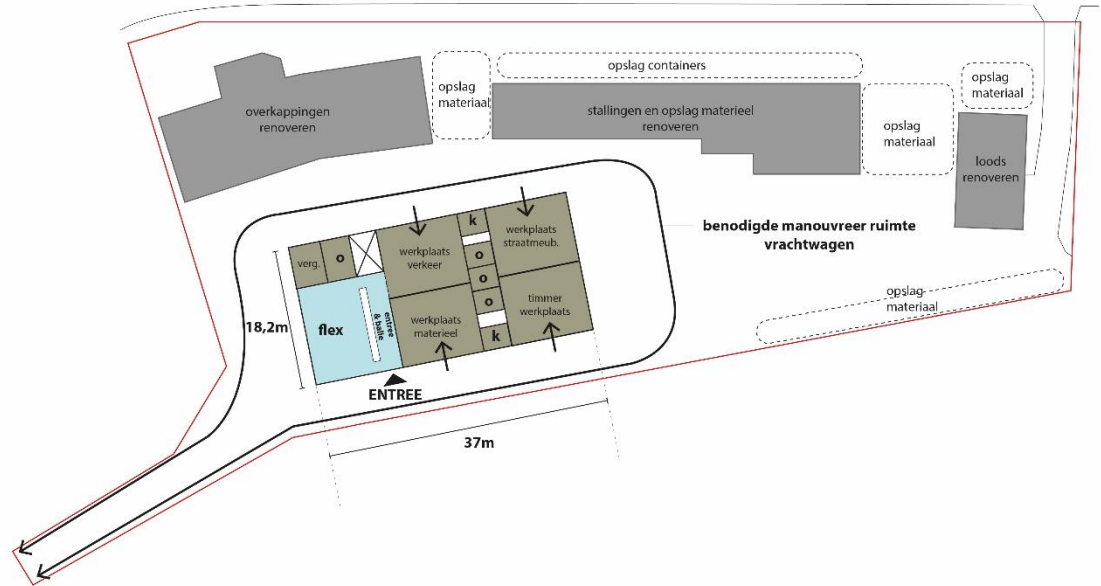 opslag containers
opslag
materiaal
opslag
materiaal
overkappingen
renoveren
stallingen en opslag materieel
renoveren
opslag
materiaal
loods
renoveren
k
werkplaats
straatmeub.
benodigde manouvreer ruimte
vrachtwagen
verg.
o
werkplaats
verkeer
o
o
o
opslag
materiaal
18,2m
flex
entree
& balie
werkplaats
materieel
timmer
werkplaats
k
ENTREE
37m